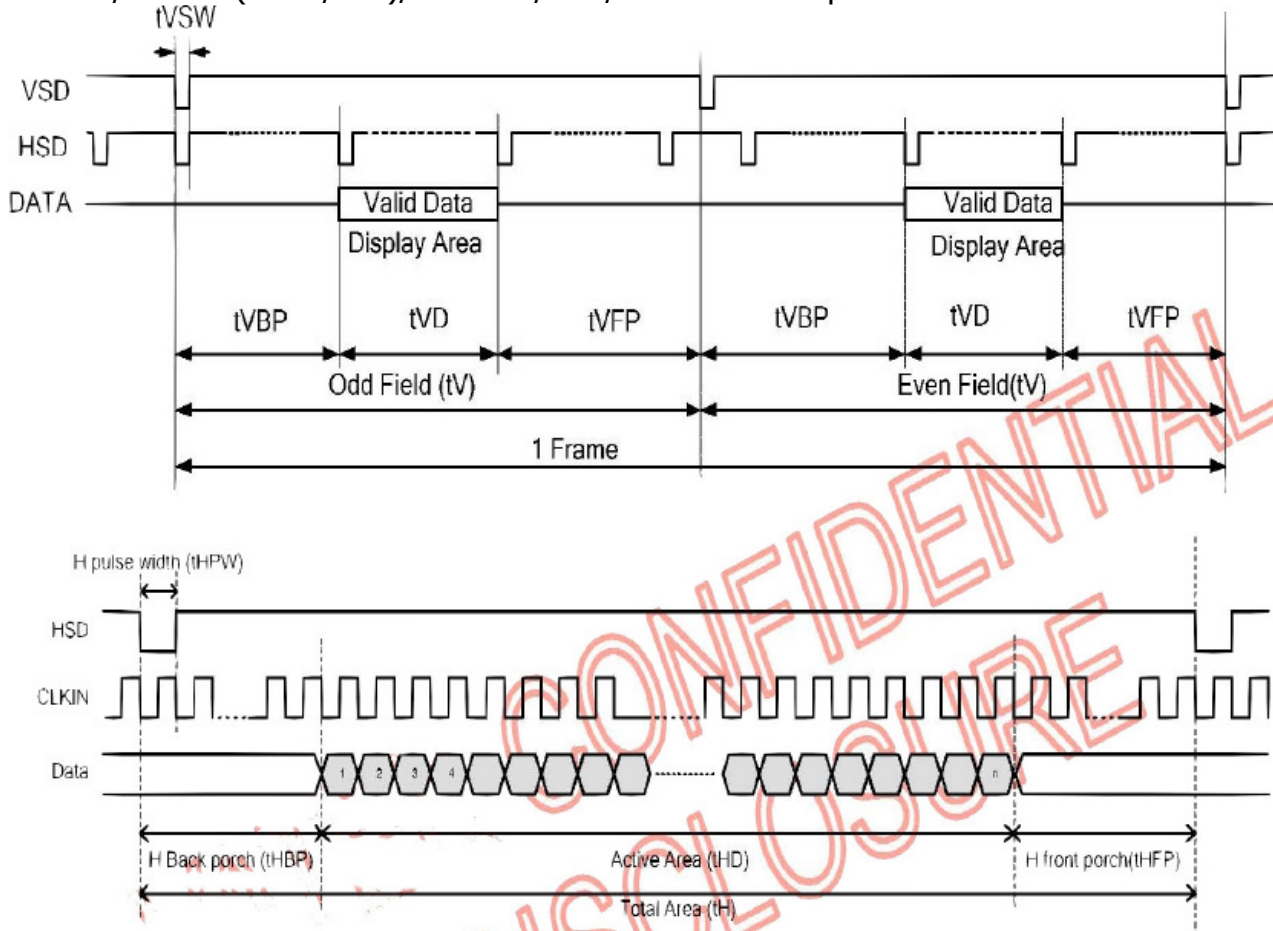 tVSW
VSD
HSD
DATA
Valid Data Valid Data
Display Area Display Area
tVBP tVD tVFP tVBP tVD tVFP
Odd Field (tV) Even Field(tV)
1 Frame
H pulse width (tHPW)
HSD
CLKIN
Data 1 2 3 4 n
H Back porch (tHBP) Active Area (tHD) H front porch(tHFP)
Total Area (tH)
CONFIDENTIAL
DISCLOSURE